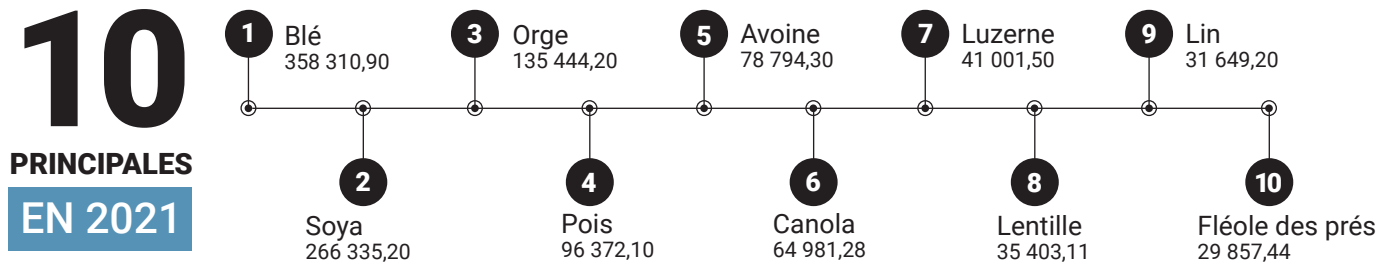 10
PRINCIPALES
EN 2021
1
Blé
358 310,90
2
Soya
266 335,20
3
Orge
135 444,20
4
Pois
96 372,10
5
Avoine
78 794,30
6
Canola
64 981,28
7
Luzerne
41 001,50
8
Lentille
35 403,11
9
Lin
31 649,20
10
Fléole des prés
29 857,44